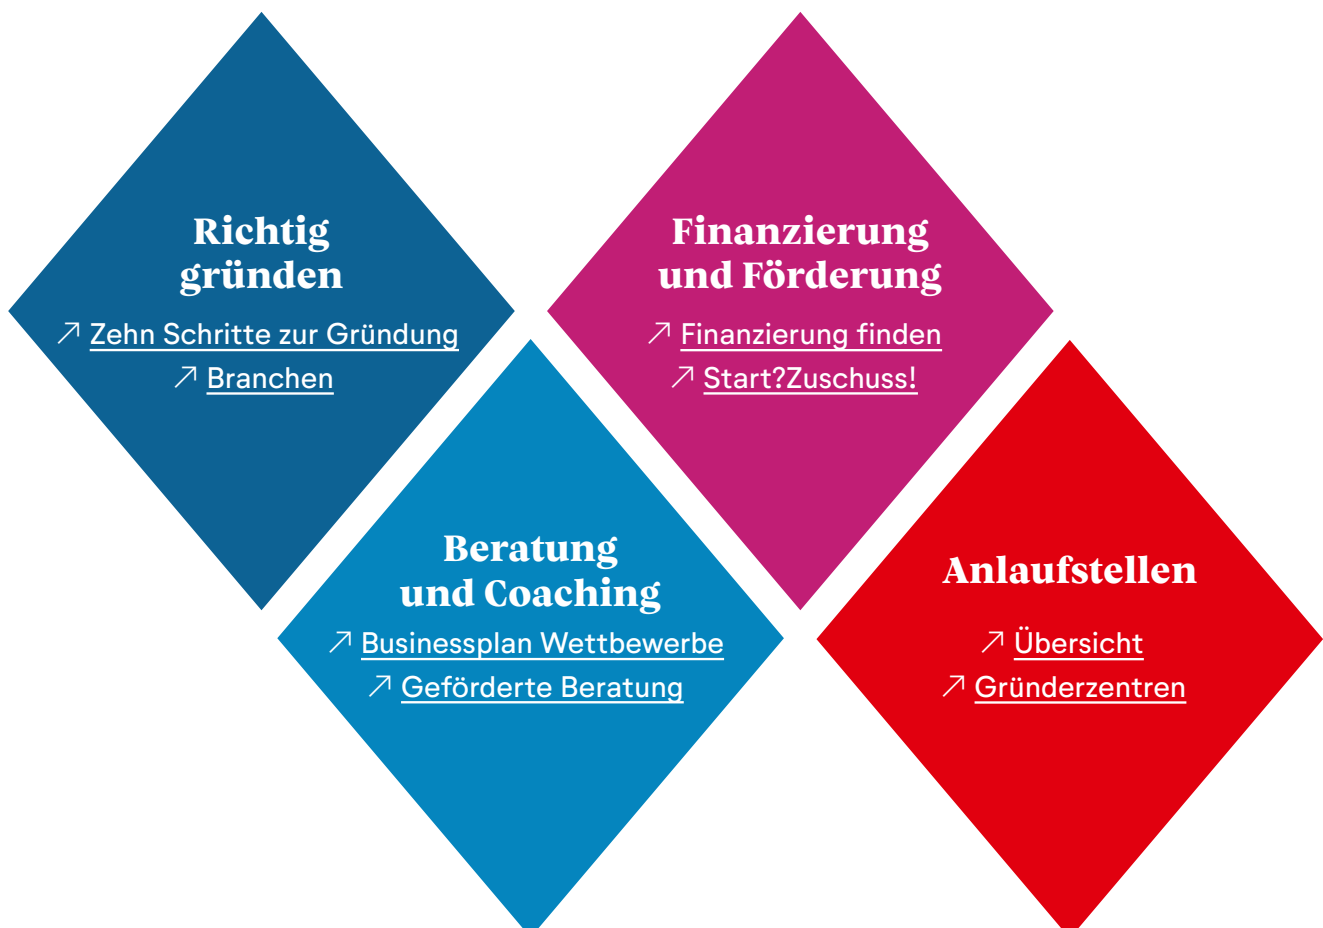 Richtig
gründen
↗ Zehn Schritte zur Gründung
↗ Branchen
Finanzierung
und Förderung
↗ Finanzierung finden
↗ Start?Zuschuss!
Beratung
und Coaching
↗ Businessplan Wettbewerbe
↗ Geförderte Beratung
Anlaufstellen
↗ Übersicht
↗ Gründerzentren